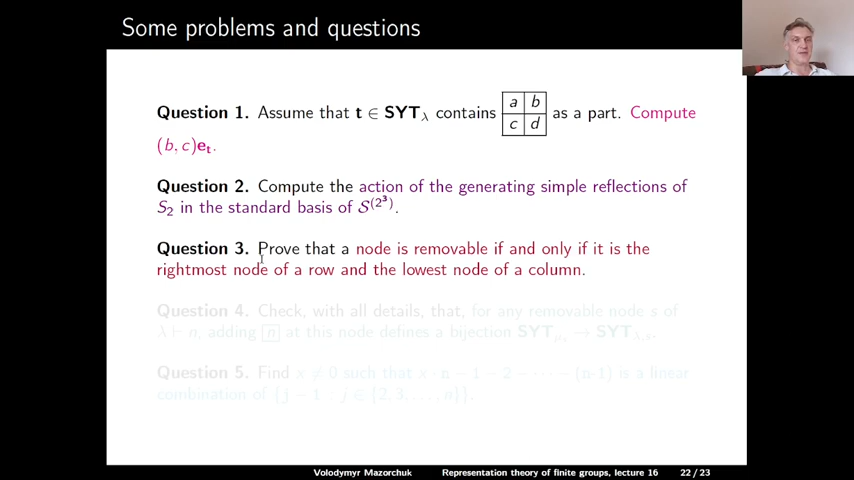 Some problems and questions
Question 1. Assume that t ∈ SYT_λ contains a b c d as a part. Compute
(b, c)e_t.
Question 2. Compute the action of the generating simple reflections of
S_2 in the standard basis of S^(2^3).
Question 3. Prove that a node is removable if and only if it is the
rightmost node of a row and the lowest node of a column.
Question 4. Check, with all details, that, for any removable node s of
λ ⊢ n, adding n at this node defines a bijection
Question 5. Find x ≠ 0 such that x · n − 1 − 2 − ··· − (n-1) is a linear
combination of {j − 1 : j ∈ {2, 3, ..., n}}.
Volodymyr Mazorchuk Representation theory of finite groups, lecture 16 22 / 23